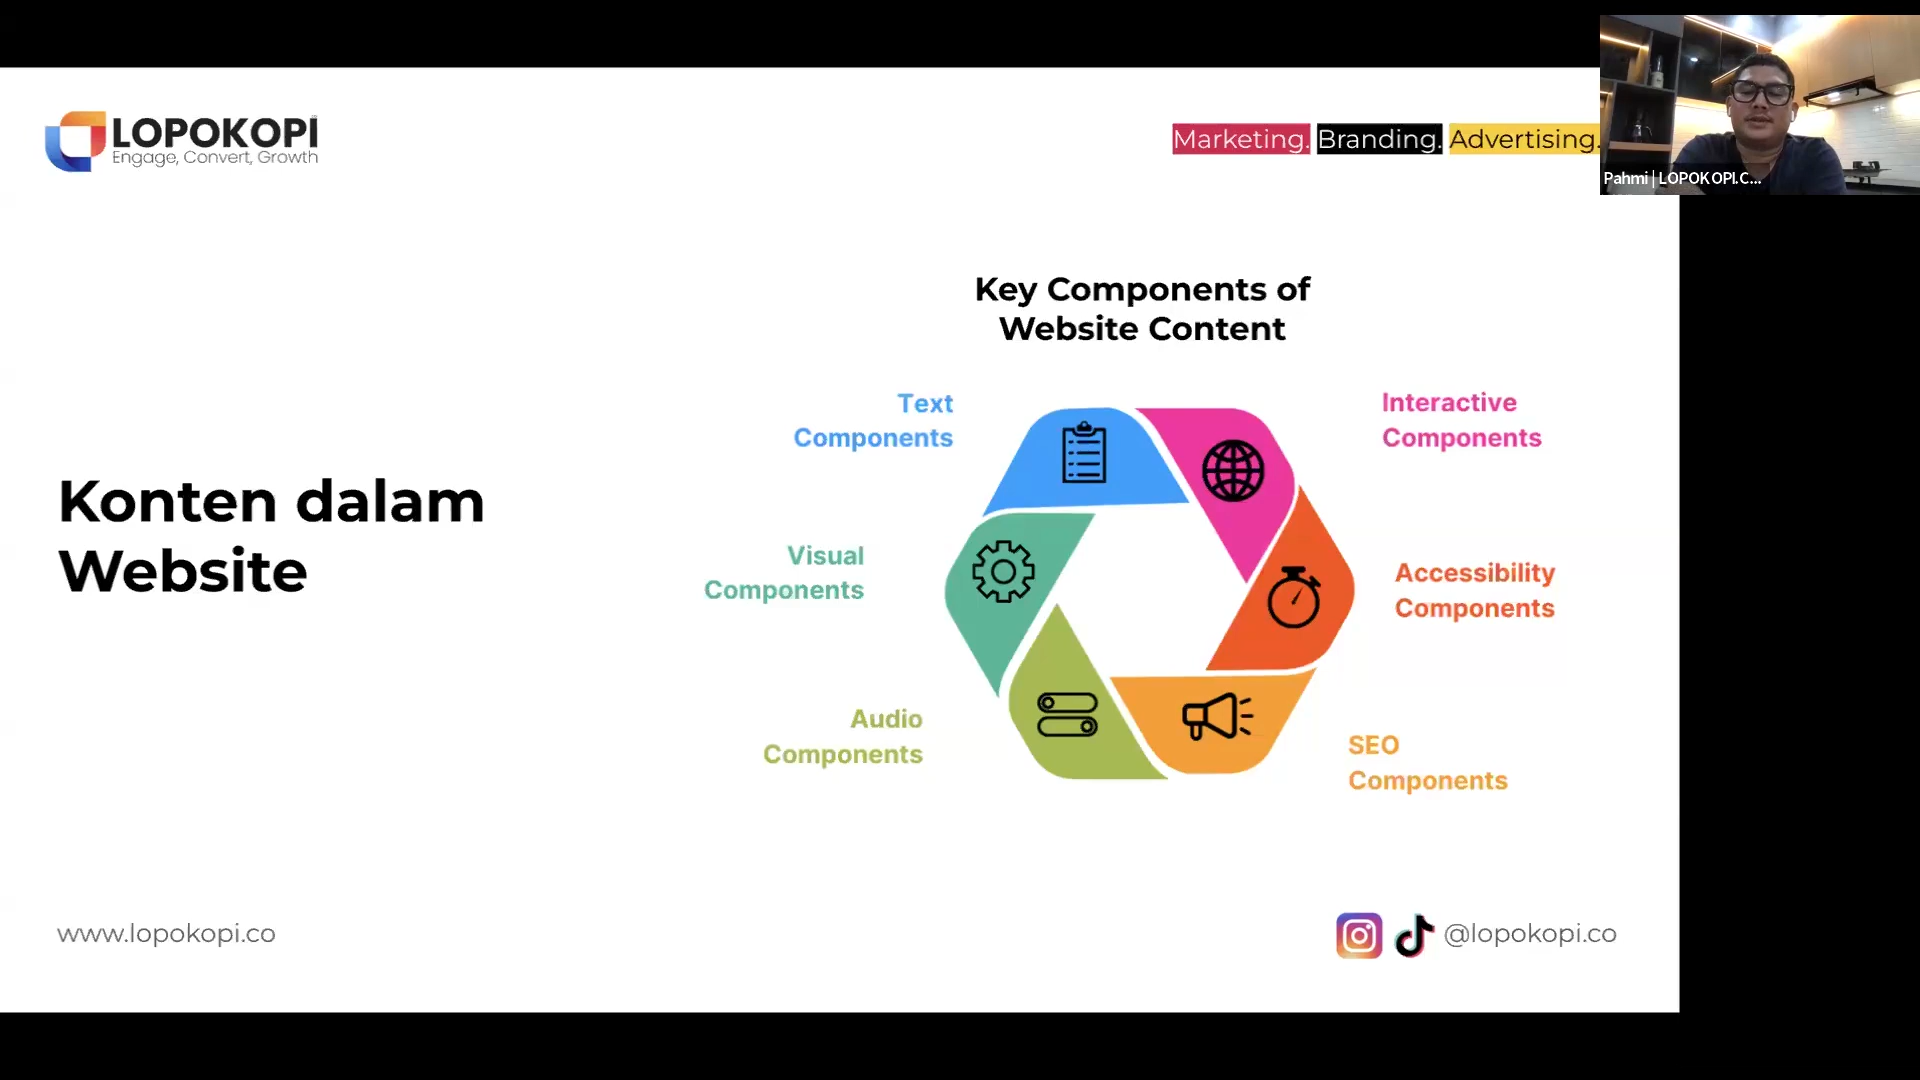 LOPOKOPI
Engage, Convert, Growth
Marketing. Branding. Advertising.
Pahmi | LOPOKOPI.C...
Key Components of
Website Content
Text
Components
Interactive
Components
Konten dalam
Website
Visual
Components
Accessibility
Components
Audio
Components
SEO
Components
www.lopokopi.co
@lopokopi.co